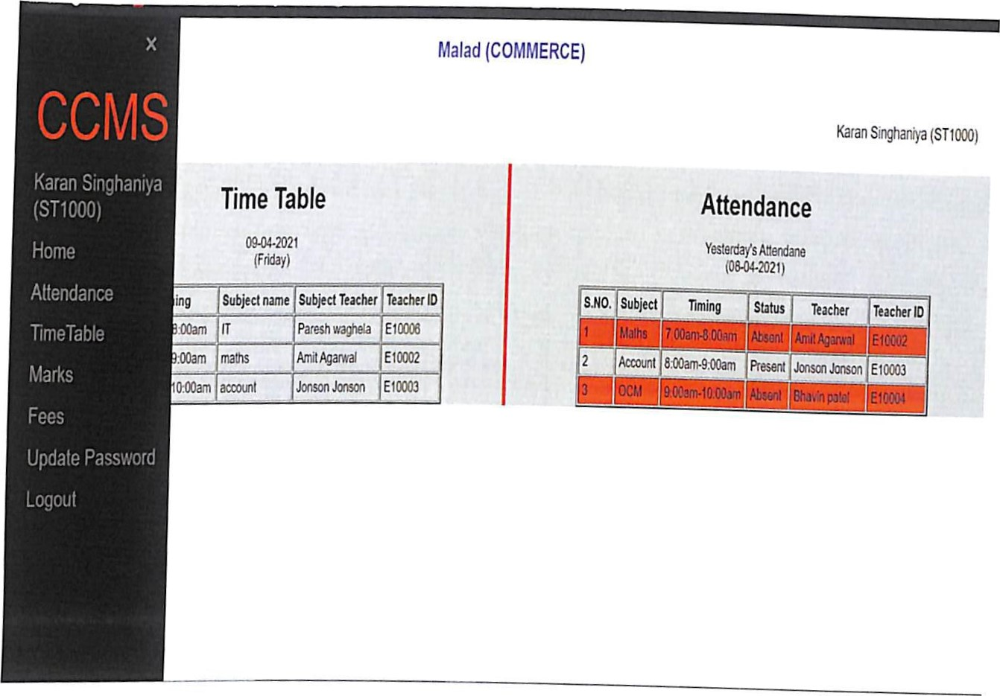 X
CCMS
Karan Singhaniya
(ST1000)
Home
Attendance
TimeTable
Marks
Fees
Update Password
Logout
Malad (COMMERCE)
Karan Singhaniya (ST1000)
Time Table
09-04-2021
(Friday)
ing Subject name Subject Teacher Teacher ID
8:00am IT Paresh waghela E10006
9:00am maths Amit Agarwal E10002
10:00am account Jonson Jonson E10003
Attendance
Yesterday's Attendane
(08-04-2021)
S.NO. Subject Timing Status Teacher Teacher ID
1 Maths 7:00am-8:00am Absent Amit Agarwal E10002
2 Account 8:00am-9:00am Present Jonson Jonson E10003
3 OCM 9:00am-10:00am Absent Bhavin patel E10004